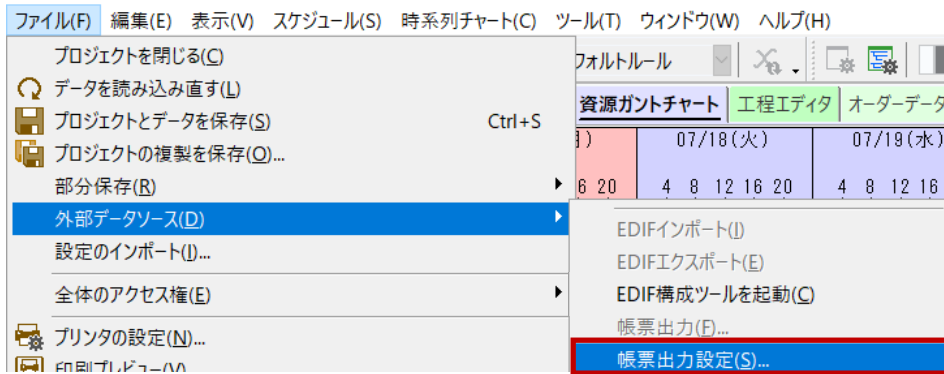 ファイル(F) 編集(E) 表示(V) スケジュール(S) 時系列チャート(C) ツール(T) ウィンドウ(W) ヘルプ(H)
プロジェクトを閉じる(C)
フォルトルール
データを読み込み直す(L)
資源ガントチャート 工程エディタ オーダーデータ
プロジェクトとデータを保存(S) Ctrl+S
) 07/18(火) 07/19(水)
プロジェクトの複製を保存(O)...
部分保存(R)
6 20 4 8 12 16 20 4 8 12 16
外部データソース(D)
EDIFインポート(I)
設定のインポート(I)...
EDIFエクスポート(E)
全体のアクセス権(E)
EDIF構成ツールを起動(C)
帳票出力(F)...
プリンタの設定(N)...
帳票出力設定(S)...
印刷プレビュー(V)